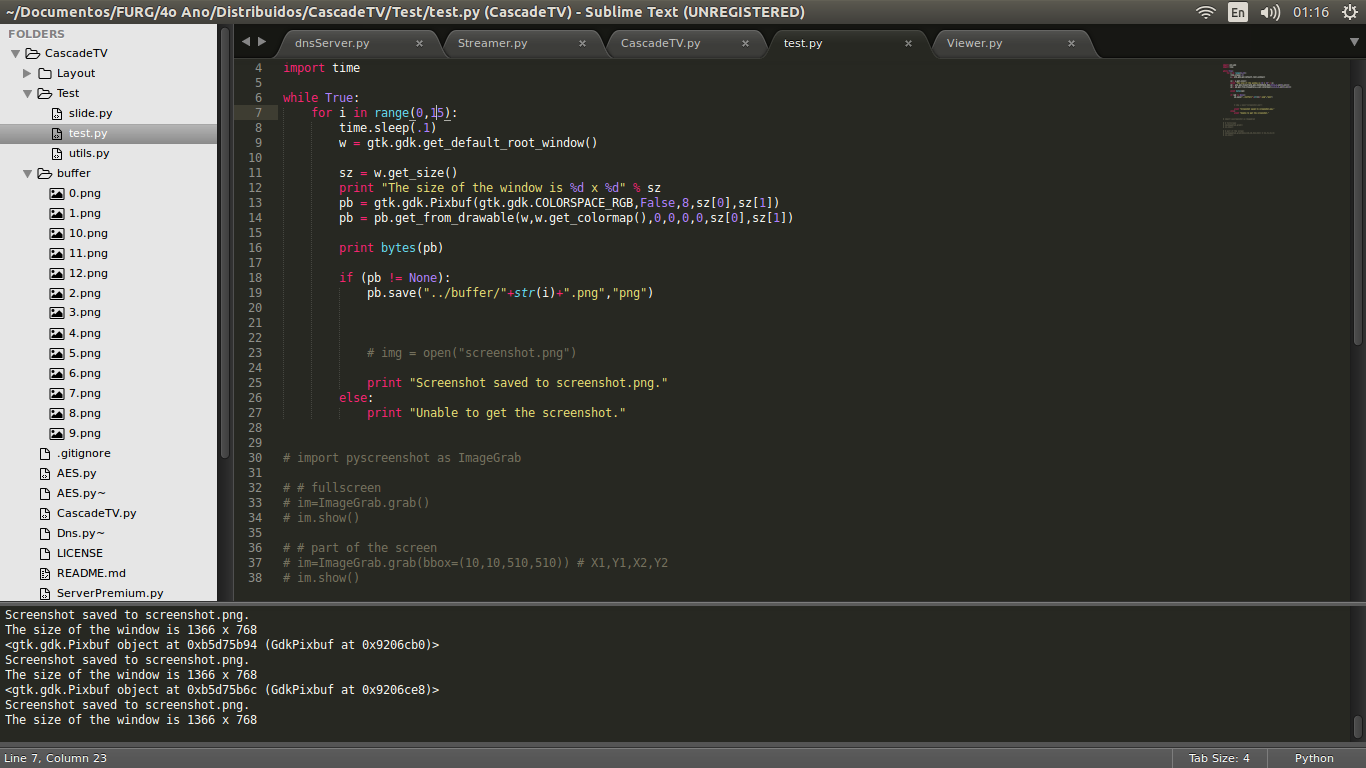 ~/Documentos/FURG/4o Ano/Distribuidos/CascadeTV/Test/test.py (CascadeTV) - Sublime Text (UNREGISTERED)
En
01:16
FOLDERS
CascadeTV
Layout
Test
slide.py
test.py
utils.py
buffer
0.png
1.png
10.png
11.png
12.png
2.png
3.png
4.png
5.png
6.png
7.png
8.png
9.png
.gitignore
AES.py
AES.py~
CascadeTV.py
Dns.py~
LICENSE
README.md
ServerPremium.py
dnsServer.py × Streamer.py × CascadeTV.py × test.py × Viewer.py ×
4 import time
5
6 while True:
7     for i in range(0,15):
8         time.sleep(.1)
9         w = gtk.gdk.get_default_root_window()
10
11         sz = w.get_size()
12         print "The size of the window is %d x %d" % sz
13         pb = gtk.gdk.Pixbuf(gtk.gdk.COLORSPACE_RGB,False,8,sz[0],sz[1])
14         pb = pb.get_from_drawable(w,w.get_colormap(),0,0,0,0,sz[0],sz[1])
15
16         print bytes(pb)
17
18         if (pb != None):
19             pb.save("../buffer/"+str(i)+".png","png")
20
21
22
23             # img = open("screenshot.png")
24
25             print "Screenshot saved to screenshot.png."
26         else:
27             print "Unable to get the screenshot."
28
29
30 # import pyscreenshot as ImageGrab
31
32 # # fullscreen
33 # im=ImageGrab.grab()
34 # im.show()
35
36 # # part of the screen
37 # im=ImageGrab.grab(bbox=(10,10,510,510)) # X1,Y1,X2,Y2
38 # im.show()
Screenshot saved to screenshot.png.
The size of the window is 1366 x 768
<gtk.gdk.Pixbuf object at 0xb5d75b94 (GdkPixbuf at 0x9206cb0)>
Screenshot saved to screenshot.png.
The size of the window is 1366 x 768
<gtk.gdk.Pixbuf object at 0xb5d75b6c (GdkPixbuf at 0x9206ce8)>
Screenshot saved to screenshot.png.
The size of the window is 1366 x 768
Line 7, Column 23
Tab Size: 4
Python